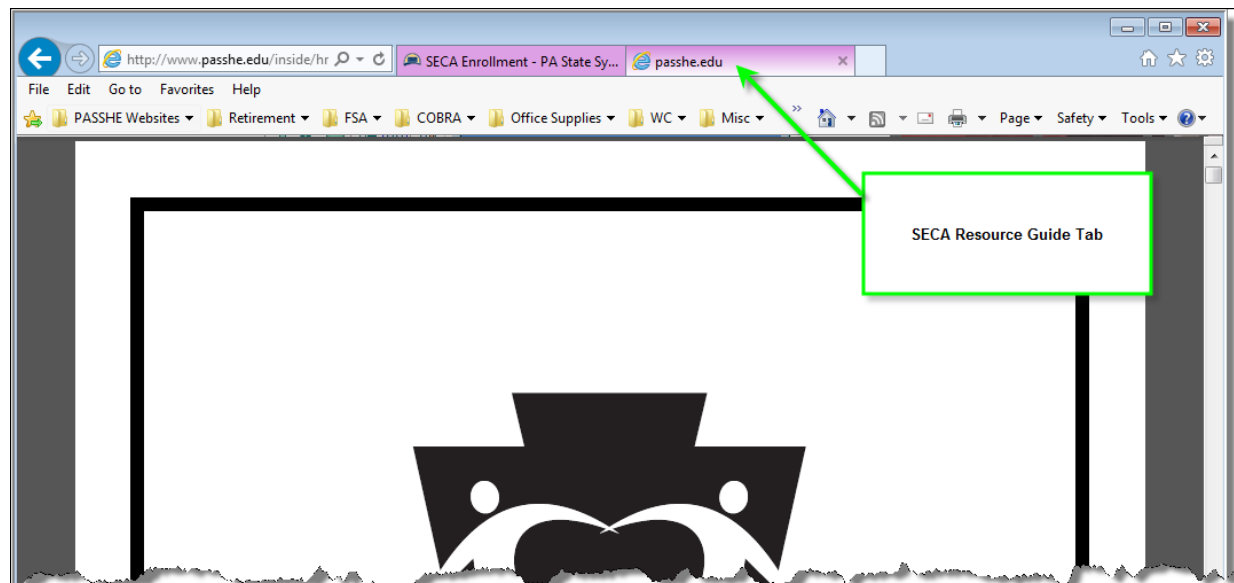 http://www.passhe.edu/inside/hr
SECA Enrollment - PA State Sy...
passhe.edu
File Edit Go to Favorites Help
PASSHE Websites Retirement FSA COBRA Office Supplies WC Misc Page Safety Tools
SECA Resource Guide Tab